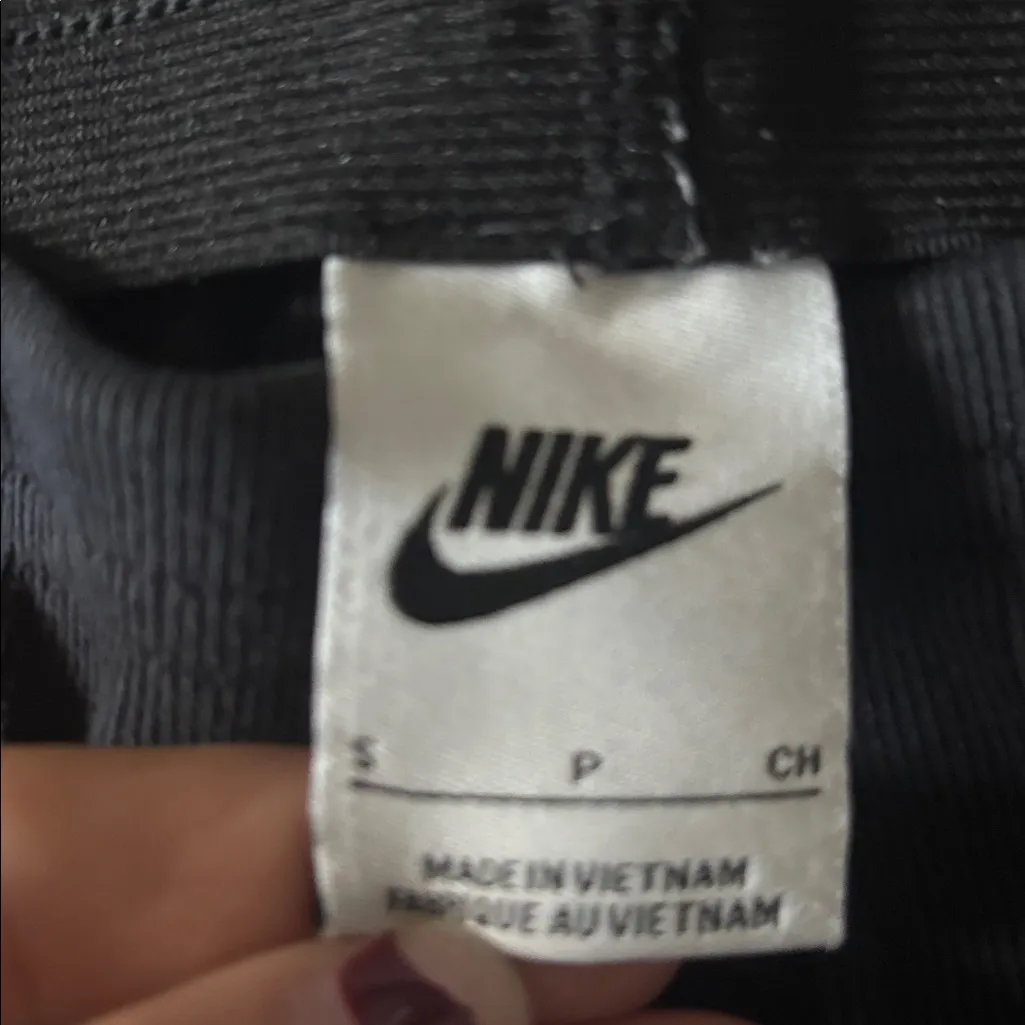 NIKE
S P CH
MADE IN VIETNAM
FABRIQUE AU VIETNAM